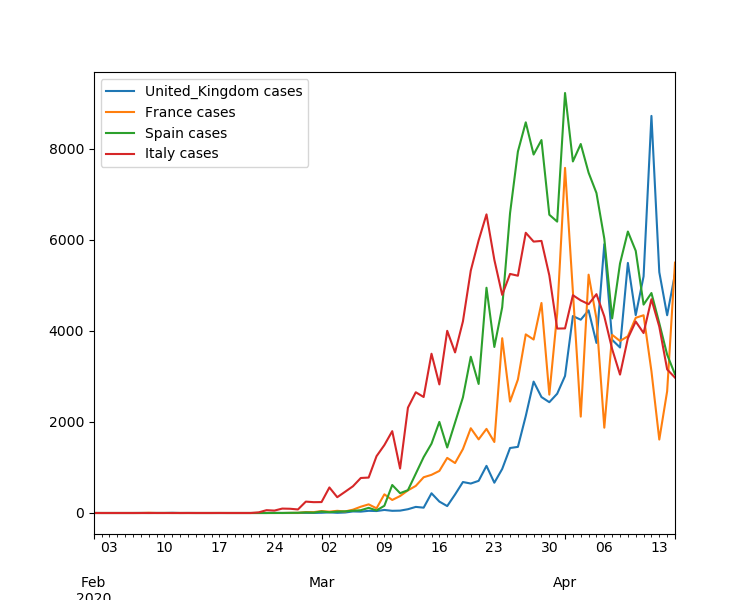 United_Kingdom cases
France cases
Spain cases
Italy cases
8000
6000
4000
2000
0
03 10 17 24 02 09 16 23 30 06 13
Feb Mar Apr
2020